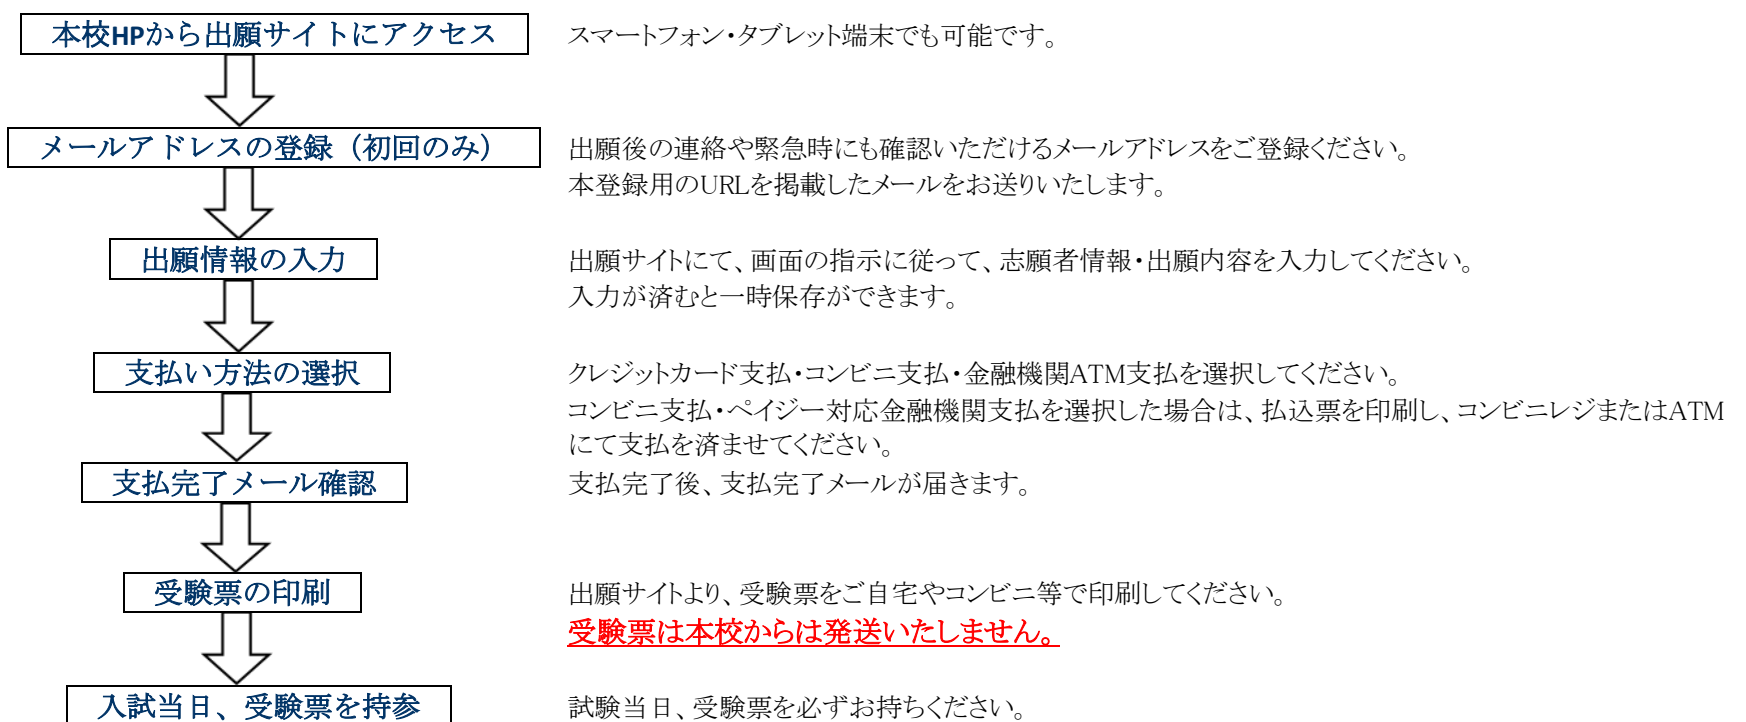 本校HPから出願サイトにアクセス
スマートフォン・タブレット端末でも可能です。
メールアドレスの登録（初回のみ）
出願後の連絡や緊急時にも確認いただけるメールアドレスをご登録ください。
本登録用のURLを掲載したメールをお送りいたします。
出願情報の入力
出願サイトにて、画面の指示に従って、志願者情報・出願内容を入力してください。
入力が済むと一時保存ができます。
支払い方法の選択
クレジットカード支払・コンビニ支払・金融機関ATM支払を選択してください。
コンビニ支払・ペイジー対応金融機関支払を選択した場合は、払込票を印刷し、コンビニレジまたはATM
にて支払を済ませてください。
支払完了メール確認
支払完了後、支払完了メールが届きます。
受験票の印刷
出願サイトより、受験票をご自宅やコンビニ等で印刷してください。
受験票は本校からは発送いたしません。
入試当日、受験票を持参
試験当日、受験票を必ずお持ちください。